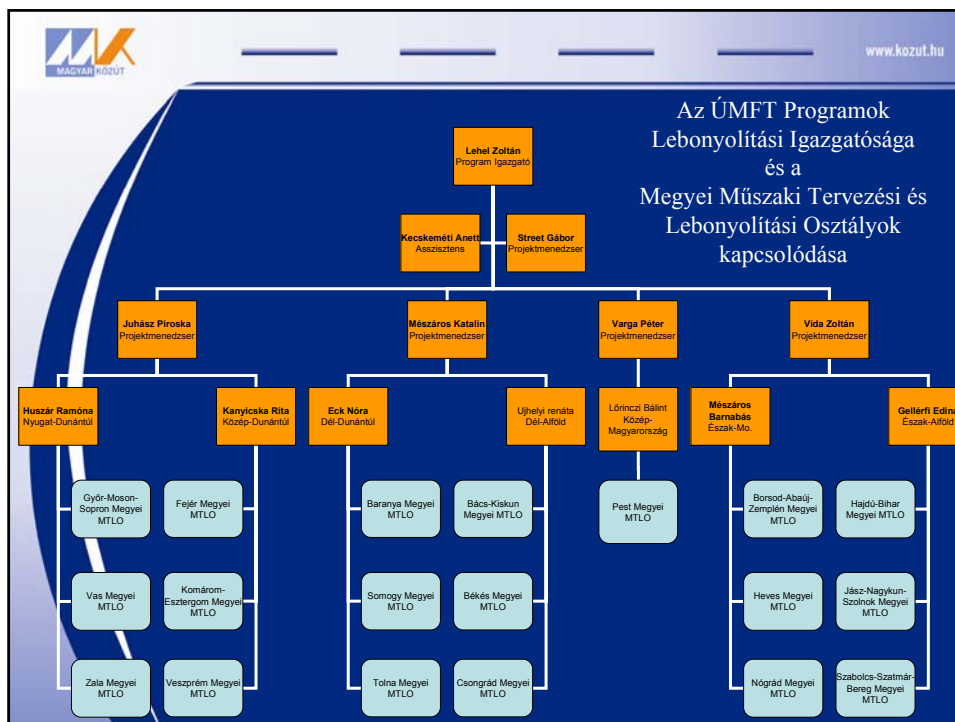 MAGYAR KÖZÚT
www.kozut.hu
Az ÚMFT Programok
Lebonyolítási Igazgatósága
és a
Megyei Műszaki Tervezési és
Lebonyolítási Osztályok
kapcsolódása
Lehel Zoltán
Program Igazgató
Kecskeméti Anett
Asszisztens
Street Gábor
Projektmenedzser
Juhász Piroska
Projektmenedzser
Mészáros Katalin
Projektmenedzser
Varga Péter
Projektmenedzser
Vida Zoltán
Projektmenedzser
Huszár Ramóna
Nyugat-Dunántúl
Kanyicska Rita
Közép-Dunántúl
Eck Nóra
Dél-Dunántúl
Ujhelyi renáta
Dél-Alföld
Lőrinczi Bálint
Közép-
Magyarország
Mészáros
Barnabás
Észak-Mo.
Gellérfi Edina
Észak-Alföld
Győr-Moson-
Sopron Megyei
MTLO
Fejér Megyei
MTLO
Baranya Megyei
MTLO
Bács-Kiskun
Megyei MTLO
Pest Megyei
MTLO
Borsod-Abaúj-
Zemplén Megyei
MTLO
Hajdú-Bihar
Megyei MTLO
Vas Megyei
MTLO
Komárom-
Esztergom Megyei
MTLO
Somogy Megyei
MTLO
Békés Megyei
MTLO
Heves Megyei
MTLO
Jász-Nagykun-
Szolnok Megyei
MTLO
Zala Megyei
MTLO
Veszprém Megyei
MTLO
Tolna Megyei
MTLO
Csongrád Megyei
MTLO
Nógrád Megyei
MTLO
Szabolcs-Szatmár-
Bereg Megyei
MTLO